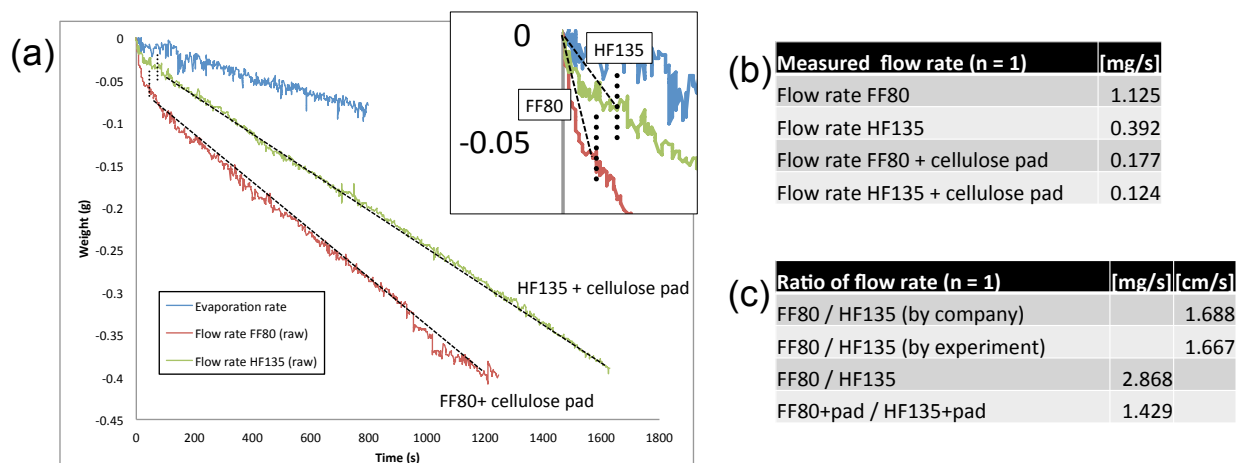 (a)
0
-0.05
-0.1
-0.15
-0.2
-0.25
-0.3
-0.35
-0.4
-0.45
0 200 400 600 800 1000 1200 1400 1600 1800
Weight (g)
Time (s)
Evaporation rate
Flow rate FF80 (raw)
Flow rate HF135 (raw)
HF135 + cellulose pad
FF80+ cellulose pad
0
-0.05
HF135
FF80
(b)
Measured flow rate (n = 1) [mg/s]
Flow rate FF80 1.125
Flow rate HF135 0.392
Flow rate FF80 + cellulose pad 0.177
Flow rate HF135 + cellulose pad 0.124
(c)
Ratio of flow rate (n = 1) [mg/s] [cm/s]
FF80 / HF135 (by company) 1.688
FF80 / HF135 (by experiment) 1.667
FF80 / HF135 2.868
FF80+pad / HF135+pad 1.429